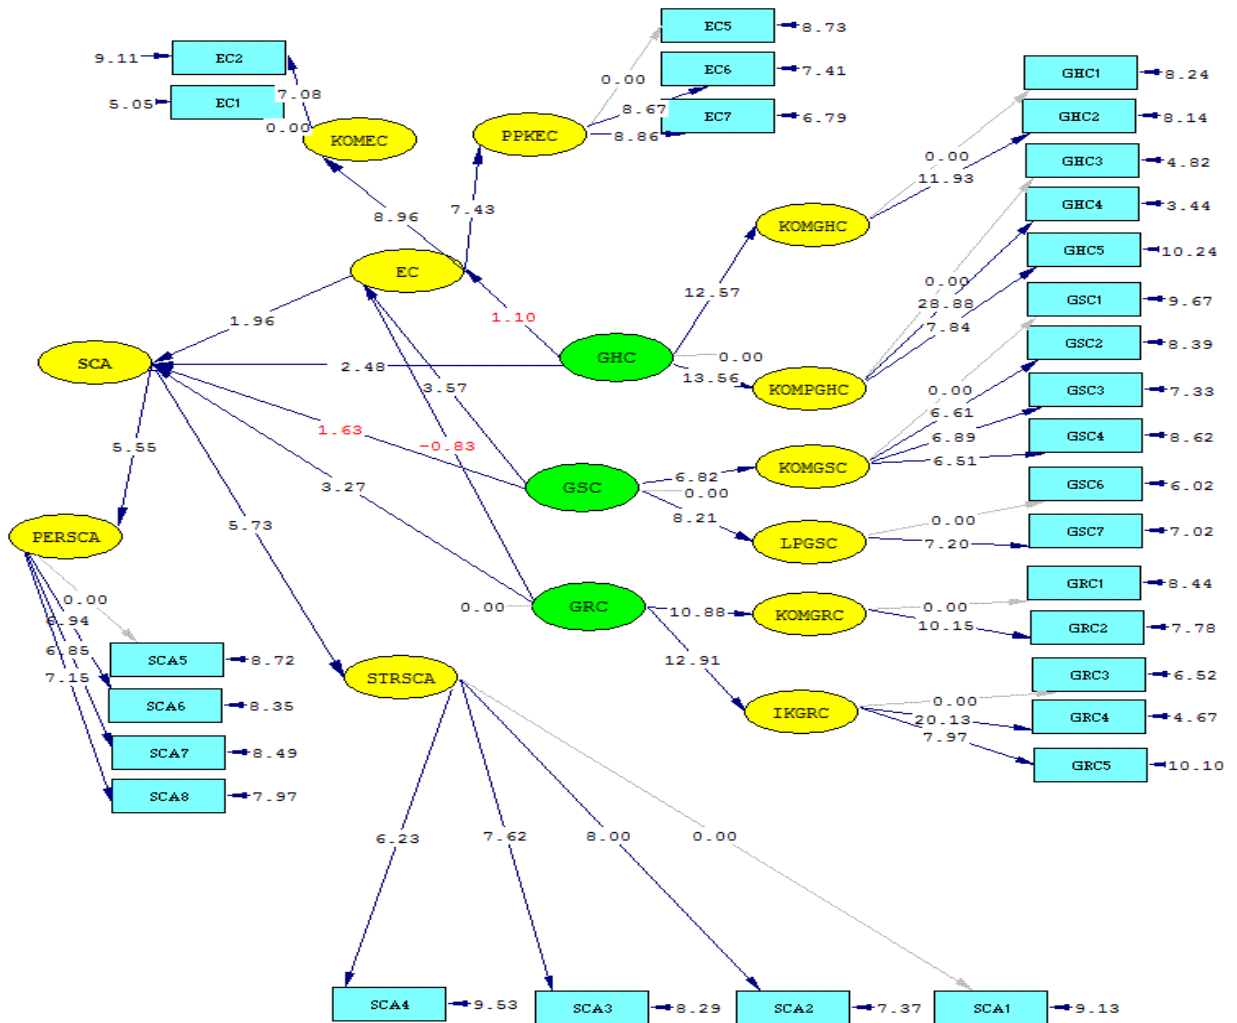 EC5 8.73
9.11 EC2
EC6 7.41
0.00
GHC1 8.24
5.05 EC1 7.08
8.67
EC7 6.79
GHC2 8.14
0.00
KOMEC
PPKEC 8.86
0.00
GHC3 4.82
11.93
GHC4 3.44
8.96 7.43
KOMGHC
GHC5 10.24
EC
0.00
12.57
28.88
GSC1 9.67
1.96 1.10
7.84
GSC2 8.39
SCA
GHC 0.00
2.48
13.56 KOMPGHC
3.57
0.00
GSC3 7.33
6.61
1.63
-0.83
6.89
GSC4 8.62
5.55
KOMGSC 6.51
6.82
3.27
GSC 0.00
GSC6 6.02
5.73
8.21
0.00
PERSCA
LPGSC 7.20
GSC7 7.02
GRC1 8.44
0.00
0.00 GRC
10.88 KOMGRC 0.00
6.94
10.15 GRC2 7.78
6.85
SCA5 8.72
12.91
7.15
STRSCA
GRC3 6.52
SCA6 8.35
0.00
IKGRC 20.13 GRC4 4.67
7.97
SCA7 8.49
GRC5 10.10
SCA8 7.97
6.23 7.62 8.00 0.00
SCA4 9.53 SCA3 8.29 SCA2 7.37 SCA1 9.13
0.00